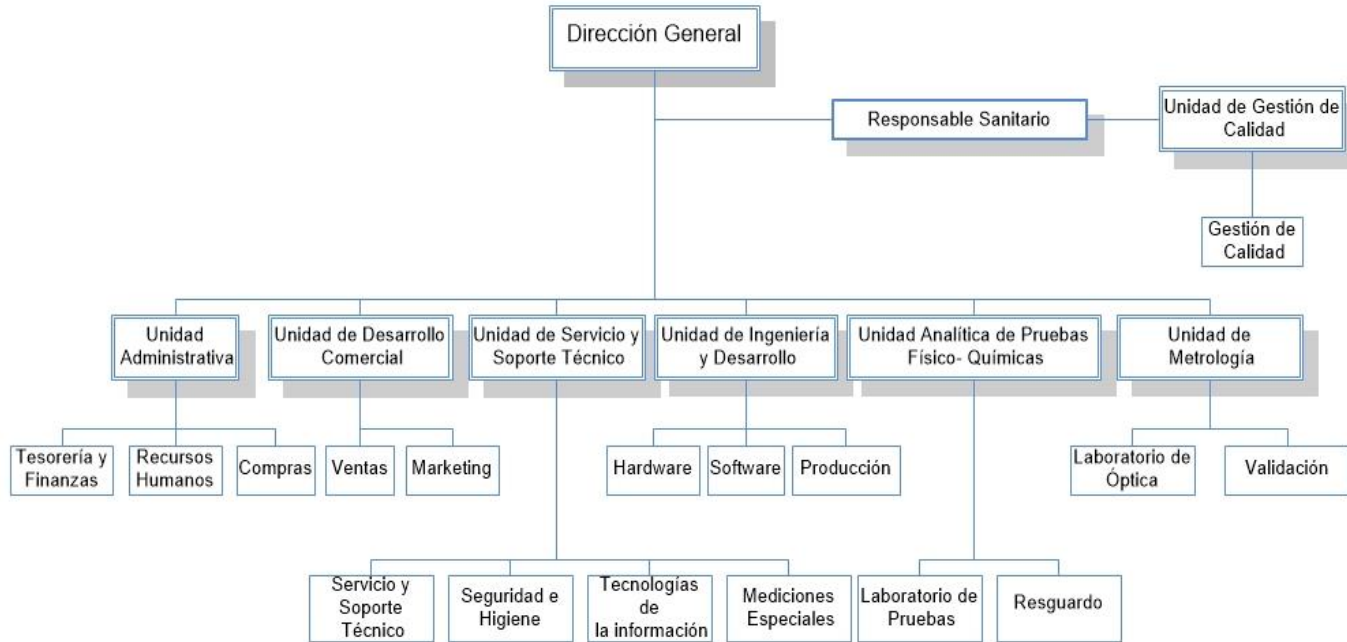 Dirección General
Responsable Sanitario
Unidad de Gestión de
Calidad
Gestión de
Calidad
Unidad
Administrativa
Unidad de Desarrollo
Comercial
Unidad de Servicio y
Soporte Técnico
Unidad de Ingeniería
y Desarrollo
Unidad Analítica de Pruebas
Físico- Químicas
Unidad de
Metrología
Tesorería y
Finanzas
Recursos
Humanos
Compras
Ventas
Marketing
Hardware
Software
Producción
Laboratorio de
Óptica
Validación
Servicio y
Soporte
Técnico
Seguridad e
Higiene
Tecnologías
de
la información
Mediciones
Especiales
Laboratorio de
Pruebas
Resguardo